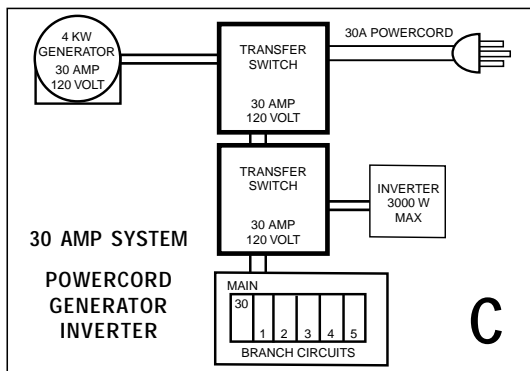 4 KW
GENERATOR
30 AMP
120 VOLT
TRANSFER
SWITCH
30 AMP
120 VOLT
30A POWERCORD
TRANSFER
SWITCH
30 AMP
120 VOLT
INVERTER
3000 W
MAX
30 AMP SYSTEM
POWERCORD
GENERATOR
INVERTER
MAIN
30
1 2 3 4 5
BRANCH CIRCUITS
C